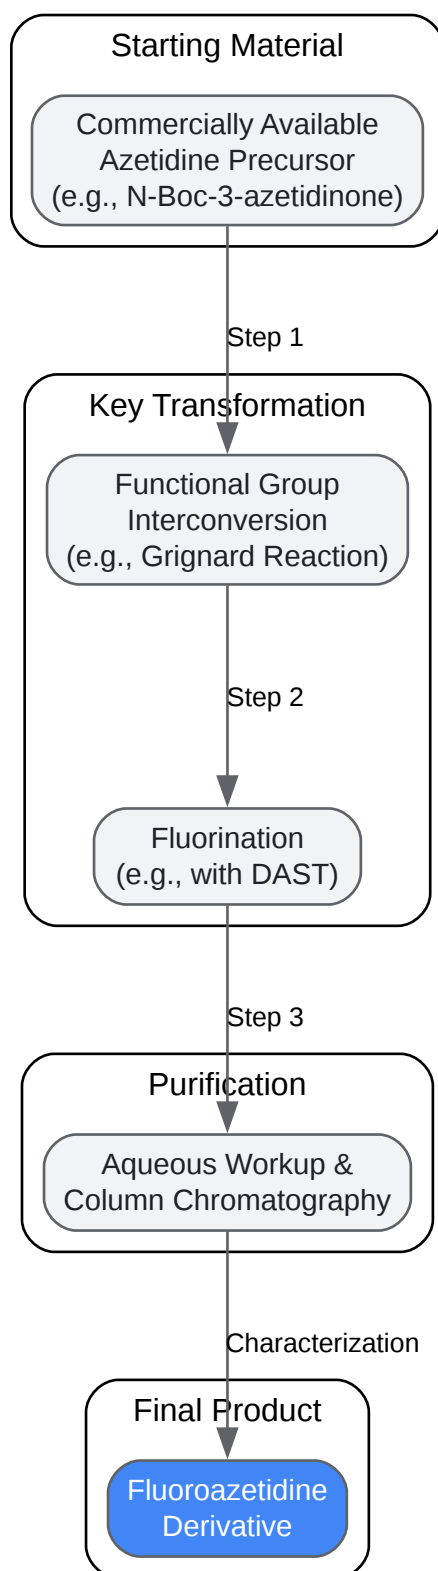 Starting Material
Commercially Available
Azetidine Precursor
(e.g., N-Boc-3-azetidinone)
Step 1
Key Transformation
Functional Group
Interconversion
(e.g., Grignard Reaction)
Step 2
Fluorination
(e.g., with DAST)
Step 3
Purification
Aqueous Workup &
Column Chromatography
Characterization
Final Product
Fluoroazetidine
Derivative